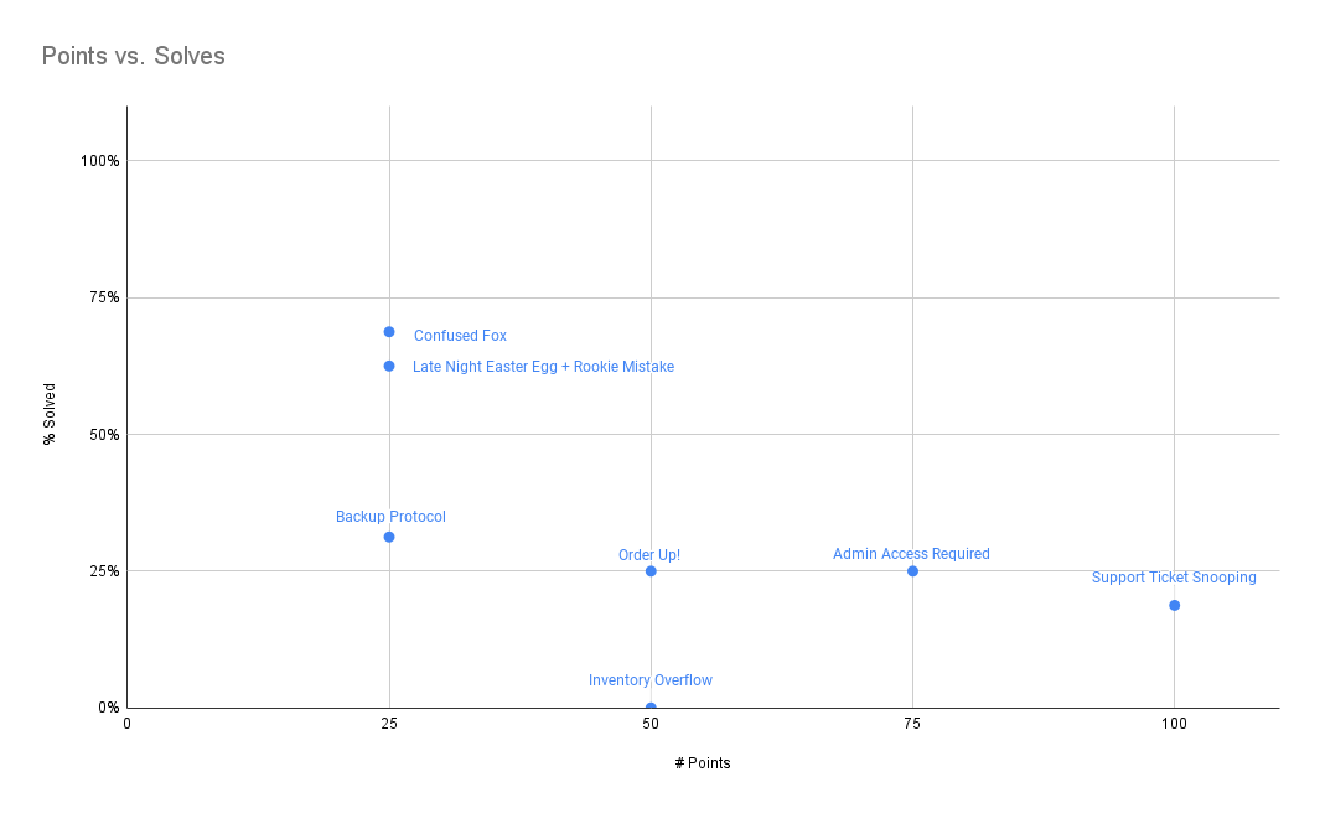 Points vs. Solves
100%
75%
Confused Fox
Late Night Easter Egg + Rookie Mistake
% Solved
50%
Backup Protocol
Order Up!
Admin Access Required
25%
Support Ticket Snooping
Inventory Overflow
0%
0
25
50
75
100
# Points